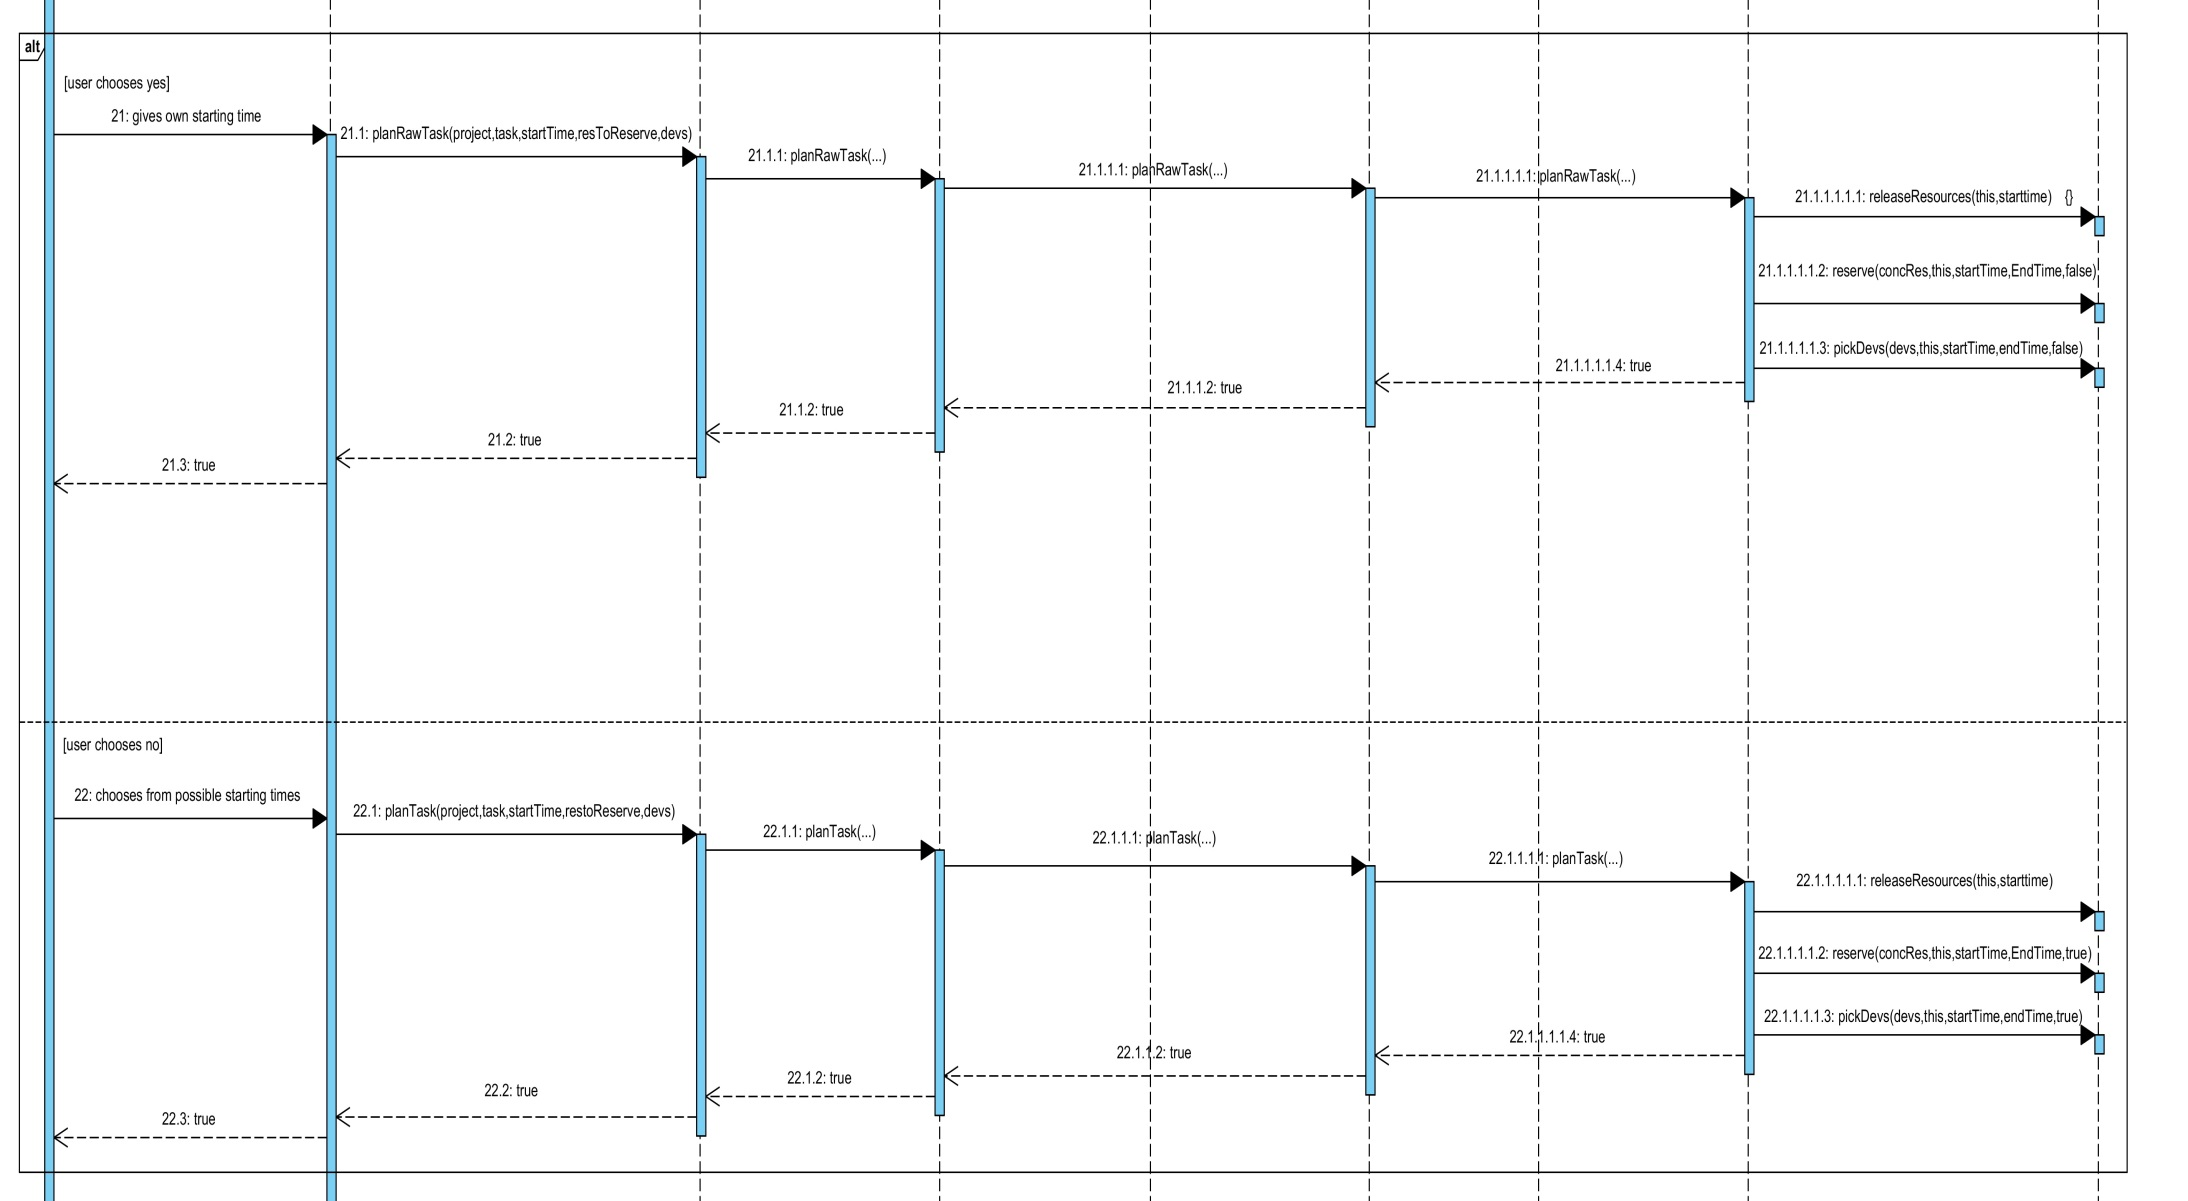 alt
[user chooses yes]
21: gives own starting time
21.1: planRawTask(project,task,startTime,resToReserve,devs)
21.1.1: planRawTask(...)
21.1.1.1: planRawTask(...)
21.1.1.1.1: planRawTask(...)
21.1.1.1.1.1: releaseResources(this,starttime) {}
21.1.1.1.1.2: reserve(concRes,this,startTime,EndTime,false)
21.1.1.1.1.3: pickDevs(devs,this,startTime,endTime,false)
21.1.1.1.1.4: true
21.1.1.2: true
21.1.2: true
21.2: true
21.3: true
[user chooses no]
22: chooses from possible starting times
22.1: planTask(project,task,startTime,restoReserve,devs)
22.1.1: planTask(...)
22.1.1.1: planTask(...)
22.1.1.1.1: planTask(...)
22.1.1.1.1.1: releaseResources(this,starttime)
22.1.1.1.1.2: reserve(concRes,this,startTime,EndTime,true)
22.1.1.1.1.3: pickDevs(devs,this,startTime,endTime,true)
22.1.1.1.1.4: true
22.1.1.2: true
22.1.2: true
22.2: true
22.3: true